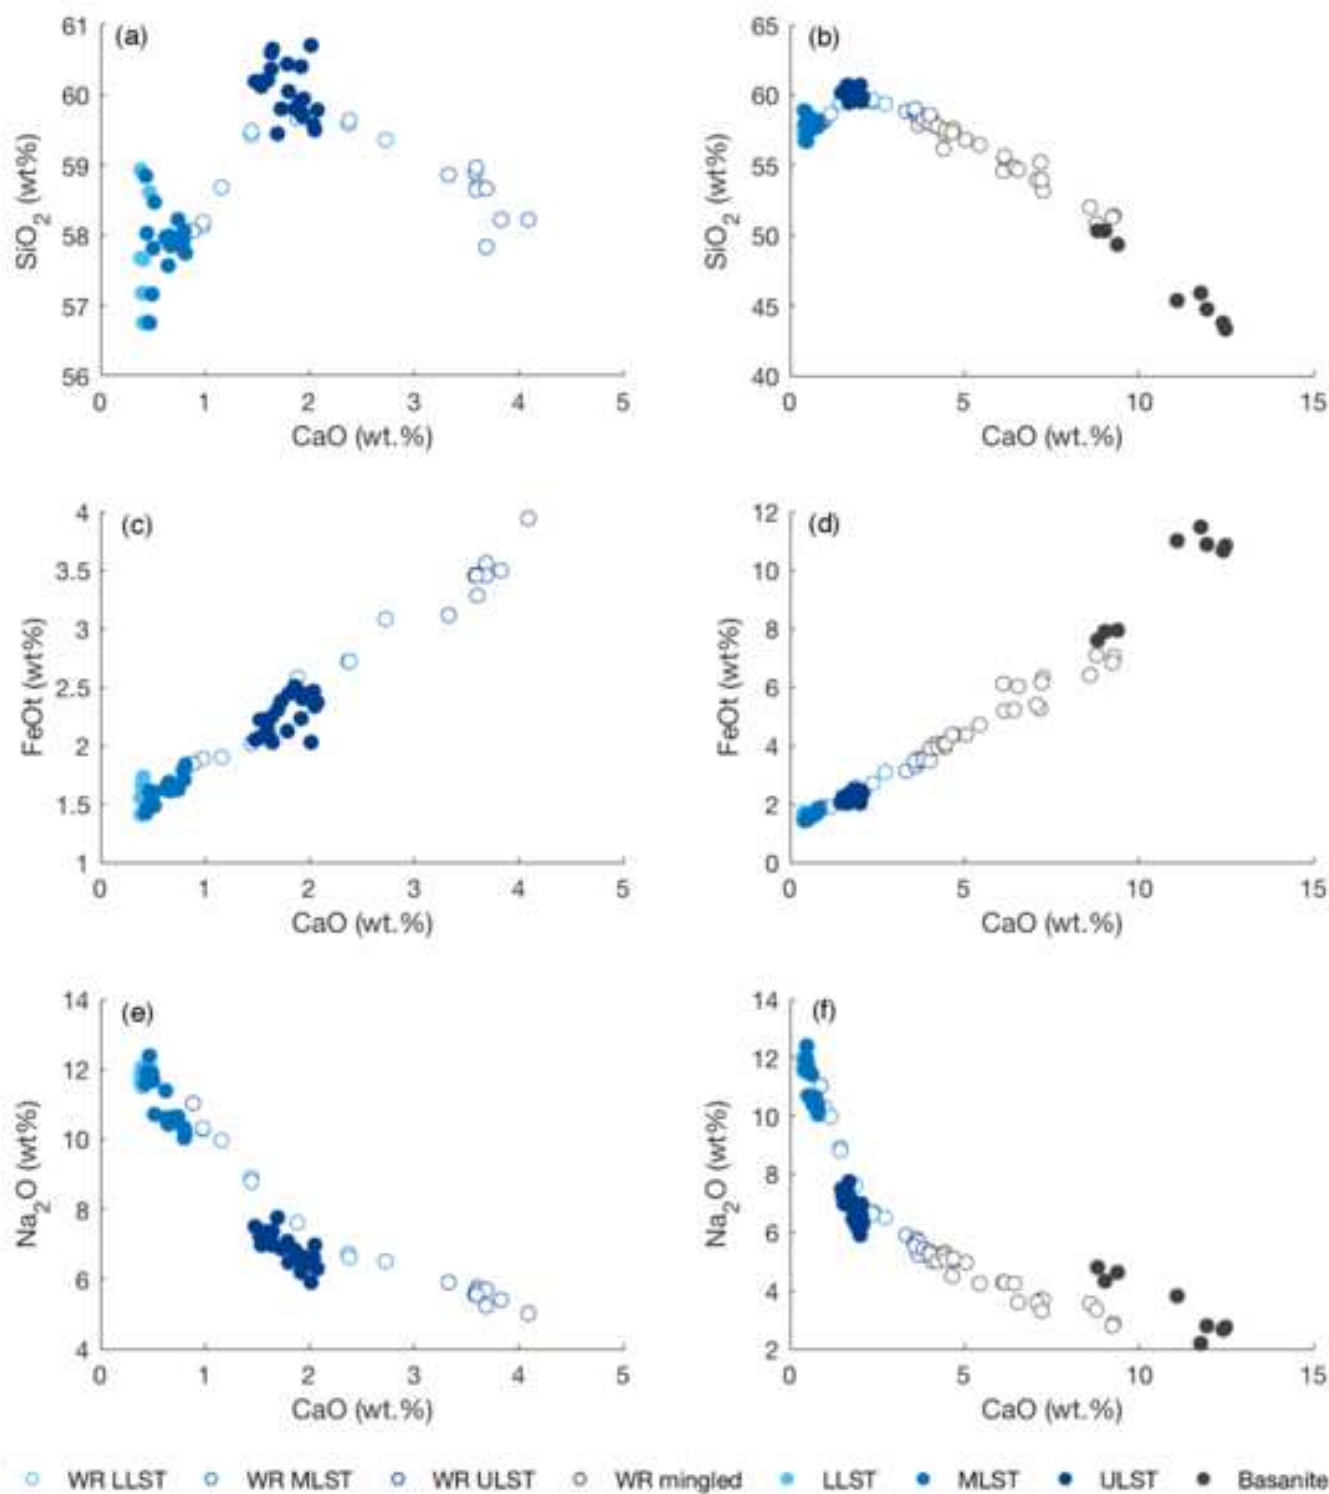 (a)
61
60
59
58
57
56
SiO2 (wt%)
0 1 2 3 4 5
CaO (wt.%)
(b)
65
60
55
50
45
40
SiO2 (wt%)
0 5 10 15
CaO (wt.%)
(c)
4
3.5
3
2.5
2
1.5
1
FeOt (wt%)
0 1 2 3 4 5
CaO (wt.%)
(d)
12
10
8
6
4
2
0
FeOt (wt%)
0 5 10 15
CaO (wt.%)
(e)
14
12
10
8
6
4
Na2O (wt%)
0 1 2 3 4 5
CaO (wt.%)
(f)
14
12
10
8
6
4
2
Na2O (wt%)
0 5 10 15
CaO (wt.%)
WR LLST WR MLST WR ULST WR mingled LLST MLST ULST Basanite